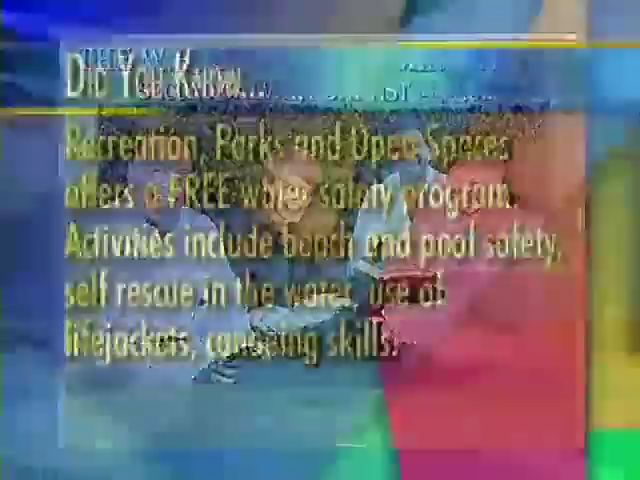 Did You Know...
Recreation, Parks and Open Spaces
offers a FREE water safety program.
Activities include beach and pool safety,
self rescue in the water, use of
lifejackets, canoeing skills.